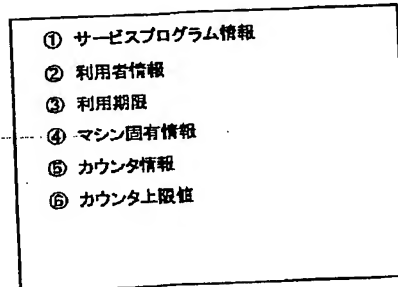 ① サービスプログラム情報
② 利用者情報
③ 利用期限
④ マシン固有情報
⑤ カウンタ情報
⑥ カウンタ上限値